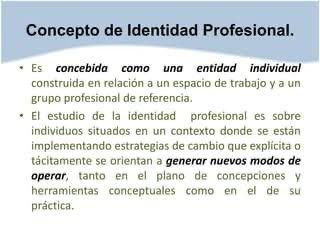 Concepto de Identidad Profesional.
• Es concebida como una entidad individual
construida en relación a un espacio de trabajo y a un
grupo profesional de referencia.
• El estudio de la identidad profesional es sobre
individuos situados en un contexto donde se están
implementando estrategias de cambio que explícita o
tácitamente se orientan a generar nuevos modos de
operar, tanto en el plano de concepciones y
herramientas conceptuales como en el de su
práctica.